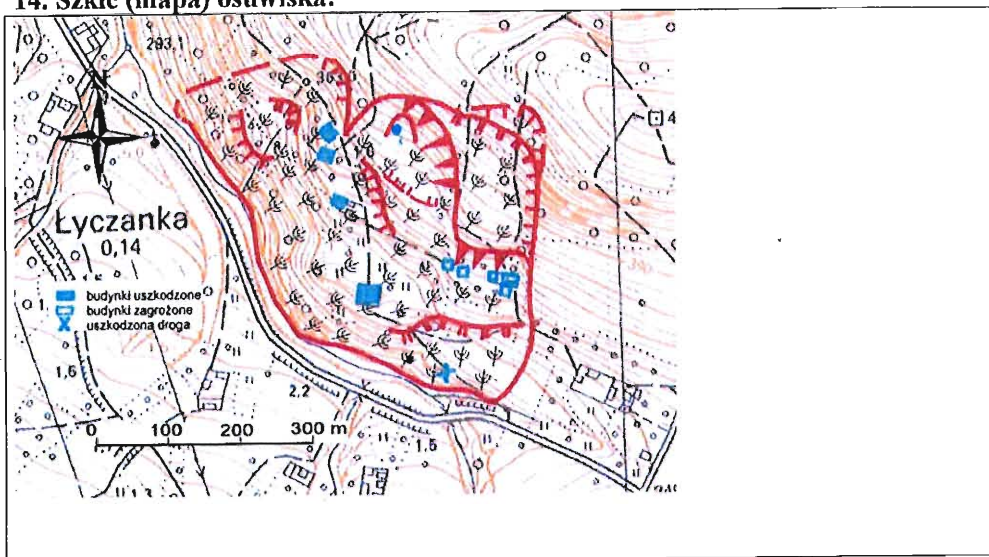 14. Szkic (mapa) osuwiska:
293,1
Łyczanka
0,14
budynki uszkodzone
budynki zagrożone
uszkodzona droga
1,6
2,2
0 100 200 300 m
1,5